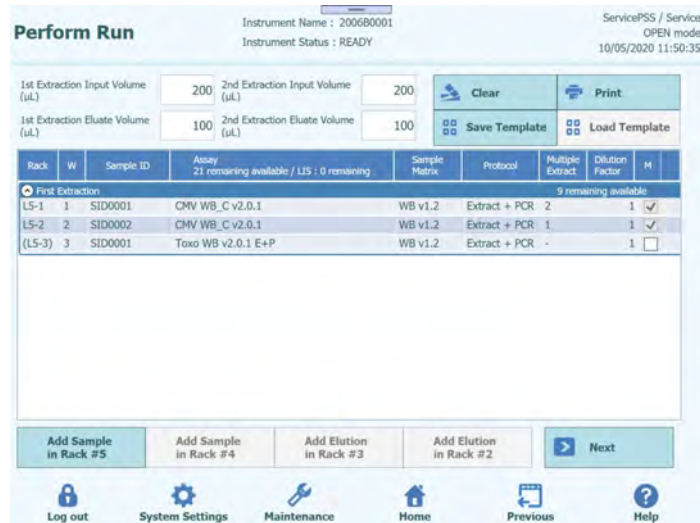 Perform Run
Instrument Name : 2006B0001
Instrument Status : READY
ServicePSS / Service
OPEN mode
10/05/2020 11:50:35
1st Extraction Input Volume (µL)
200
2nd Extraction Input Volume (µL)
200
Clear
Print
1st Extraction Eluate Volume (µL)
100
2nd Extraction Eluate Volume (µL)
100
Save Template
Load Template
Rack W Sample ID Assay 21 remaining available / LIS : 0 remaining Sample Matrix Protocol Multiple Extract Dilution Factor M
First Extraction 9 remaining available
L5-1 1 SID0001 CMV WB_C v2.0.1 WB v1.2 Extract + PCR 2 1
L5-2 2 SID0002 CMV WB_C v2.0.1 WB v1.2 Extract + PCR 1 1
(L5-3) 3 SID0001 Toxo WB v2.0.1 E+P WB v1.2 Extract + PCR - 1
Add Sample in Rack #5
Add Sample in Rack #4
Add Elution in Rack #3
Add Elution in Rack #2
Next
Log out
System Settings
Maintenance
Home
Previous
Help